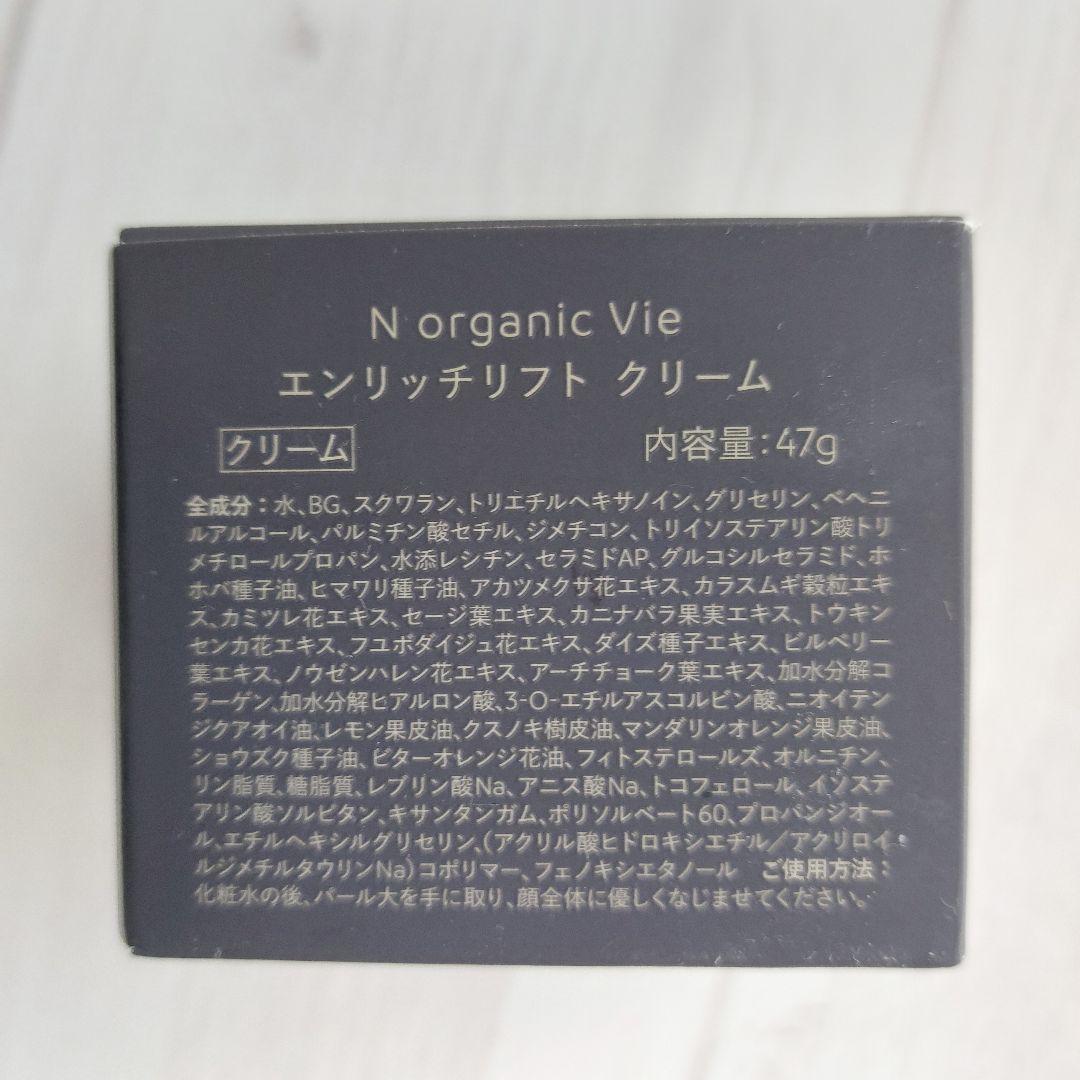 N organic Vie
エンリッチリフト クリーム
クリーム 内容量:47g
全成分:水、BG、スクワラン、トリエチルヘキサノイン、グリセリン、ベヘニ
ルアルコール、パルミチン酸セチル、ジメチコン、トリイソステアリン酸トリ
メチロールプロパン、水添レシチン、セラミドAP、グルコシルセラミド、ホ
ホバ種子油、ヒマワリ種子油、アカツメクサ花エキス、カラスムギ穀粒エキ
ス、カミツレ花エキス、セージ葉エキス、カニナバラ果実エキス、トウキン
センカ花エキス、フユボダイジュ花エキス、ダイズ種子エキス、ビルベリー
葉エキス、ノウゼンハレン花エキス、アーチチョーク葉エキス、加水分解コ
ラーゲン、加水分解ヒアルロン酸、3-O-エチルアスコルビン酸、ニオイテン
ジクアオイ油、レモン果皮油、クスノキ樹皮油、マンダリンオレンジ果皮油、
ショウズク種子油、ビターオレンジ花油、フィトステロールズ、オルニチン、
リン脂質、糖脂質、レブリン酸Na、アニス酸Na、トコフェロール、イソステ
アリン酸ソルビタン、キサンタンガム、ポリソルベート60、プロパンジオー
ル、エチルヘキシルグリセリン、(アクリル酸ヒドロキシエチル/アクリロイ
ルジメチルタウリンNa)コポリマー、フェノキシエタノール ご使用方法:
化粧水の後、パール大を手に取り、顔全体に優しくなじませてください。